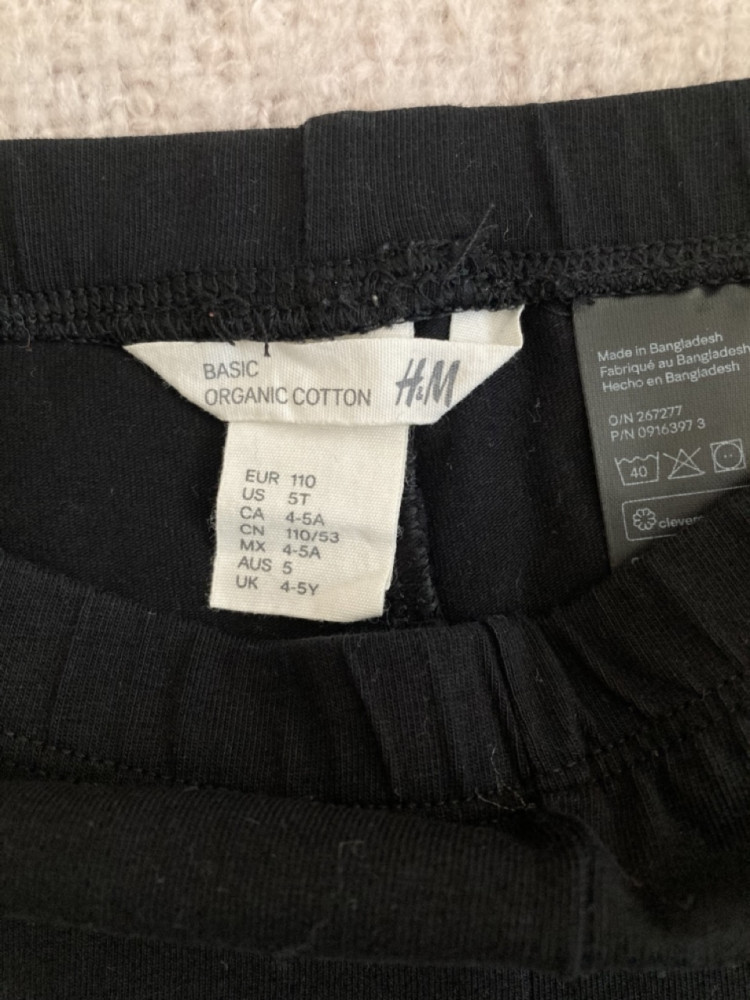 BASIC
ORGANIC COTTON
H&M
EUR 110
US 5T
CA 4-5A
CN 110/53
MX 4-5A
AUS 5
UK 4-5Y
Made in Bangladesh
Fabriqué au Bangladesh
Hecho en Bangladesh
O/N 267277
P/N 0916397 3
40